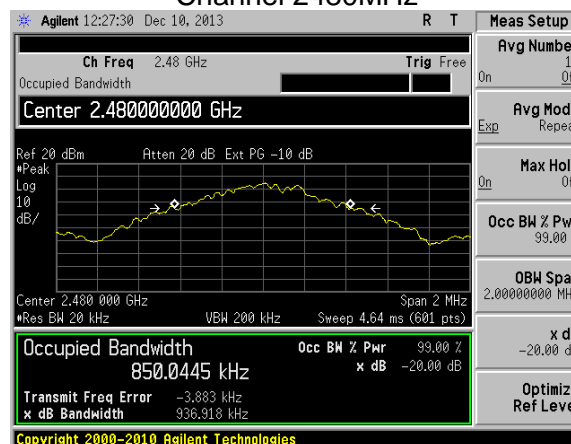 Channel 2480MHz
Agilent 12:27:30 Dec 10, 2013 R T
Meas Setup
Ch Freq 2.48 GHz Trig Free
Occupied Bandwidth
Center 2.480000000 GHz
Ref 20 dBm Atten 20 dB Ext PG -10 dB
#Peak
Log
10
dB/
Center 2.480 000 GHz Span 2 MHz
#Res BW 20 kHz VBW 200 kHz Sweep 4.64 ms (601 pts)
Occupied Bandwidth Occ BW % Pwr 99.00 %
850.0445 kHz x dB -20.00 dB
Transmit Freq Error -3.883 kHz
x dB Bandwidth 936.918 kHz
Copyright 2000-2010 Agilent Technologies
Avg Numbe
On
Avg Mod
Exp Repea
Max Hol
On
Occ BW % Pw
99.00
OBW Spa
2.00000000 MH
x d
-20.00 d
Optimiz
Ref Leve